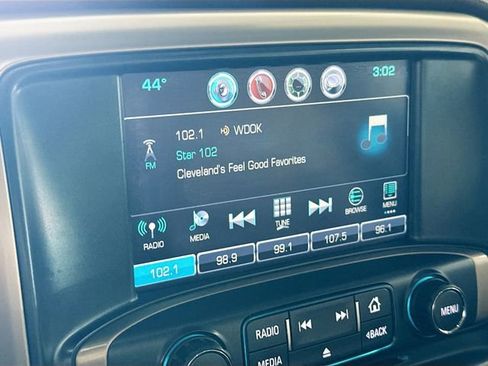 44°
3:02
102.1 WDOK
FM
Star 102
Cleveland's Feel Good Favorites
RADIO
MEDIA
TUNE
BROWSE
MENU
102.1
98.9
99.1
107.5
96.1
RADIO
<BACK
MEDIA
MENU